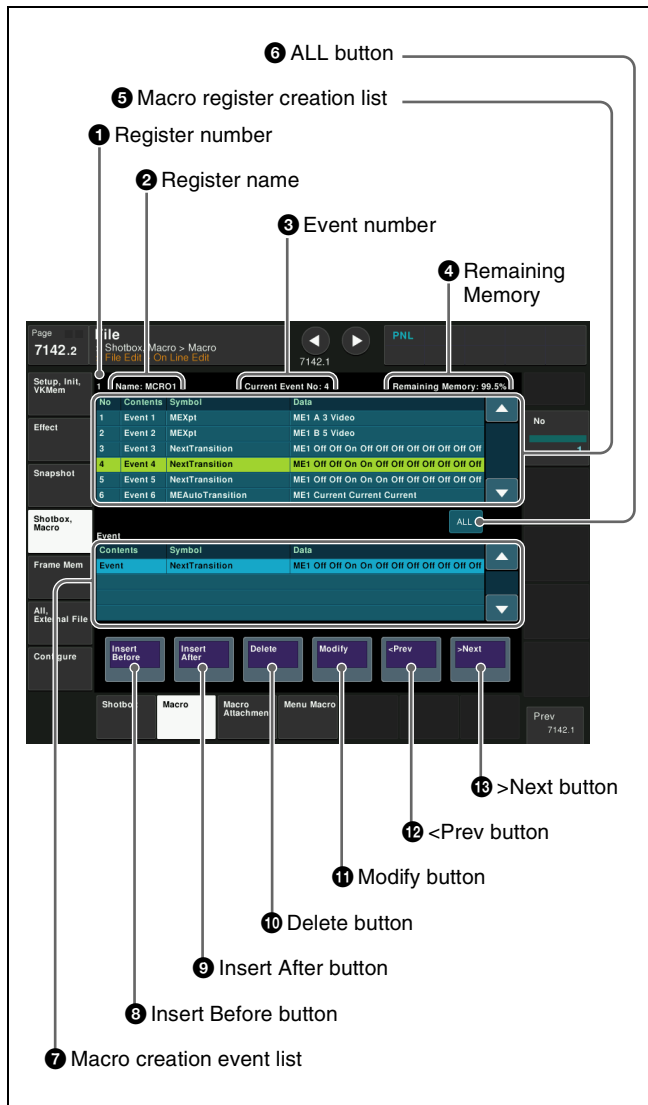 6 ALL button
5 Macro register creation list
1 Register number
2 Register name
3 Event number
4 Remaining
Memory
Page
7142.2
File
Shotbox, Macro > Macro
File Edit On Line Edit
7142.1
PNL
Setup, Init,
VKMem
1 Name: MCRO1 Current Event No: 4 Remaining Memory: 99.5%
No Contents Symbol Data
1 Event 1 MEXpt ME1 A 3 Video
2 Event 2 MEXpt ME1 B 5 Video
3 Event 3 NextTransition ME1 Off Off On Off Off Off Off Off Off Off Off
4 Event 4 NextTransition ME1 Off Off On On Off Off Off Off Off Off Off
5 Event 5 NextTransition ME1 Off Off On On Off Off Off Off Off Off Off
6 Event 6 MEAutoTransition ME1 Current Current Current
No
1
Effect
Snapshot
Shotbox,
Macro
ALL
Event
Contents Symbol Data
Event NextTransition ME1 Off Off On On Off Off Off Off Off Off Off
Frame Mem
All,
External File
Configure
Insert
Before
Insert
After
Delete
Modify
<Prev
>Next
Shotbox
Macro
Macro
Attachment
Menu Macro
Prev
7142.1
13 >Next button
12 <Prev button
11 Modify button
10 Delete button
9 Insert After button
8 Insert Before button
7 Macro creation event list